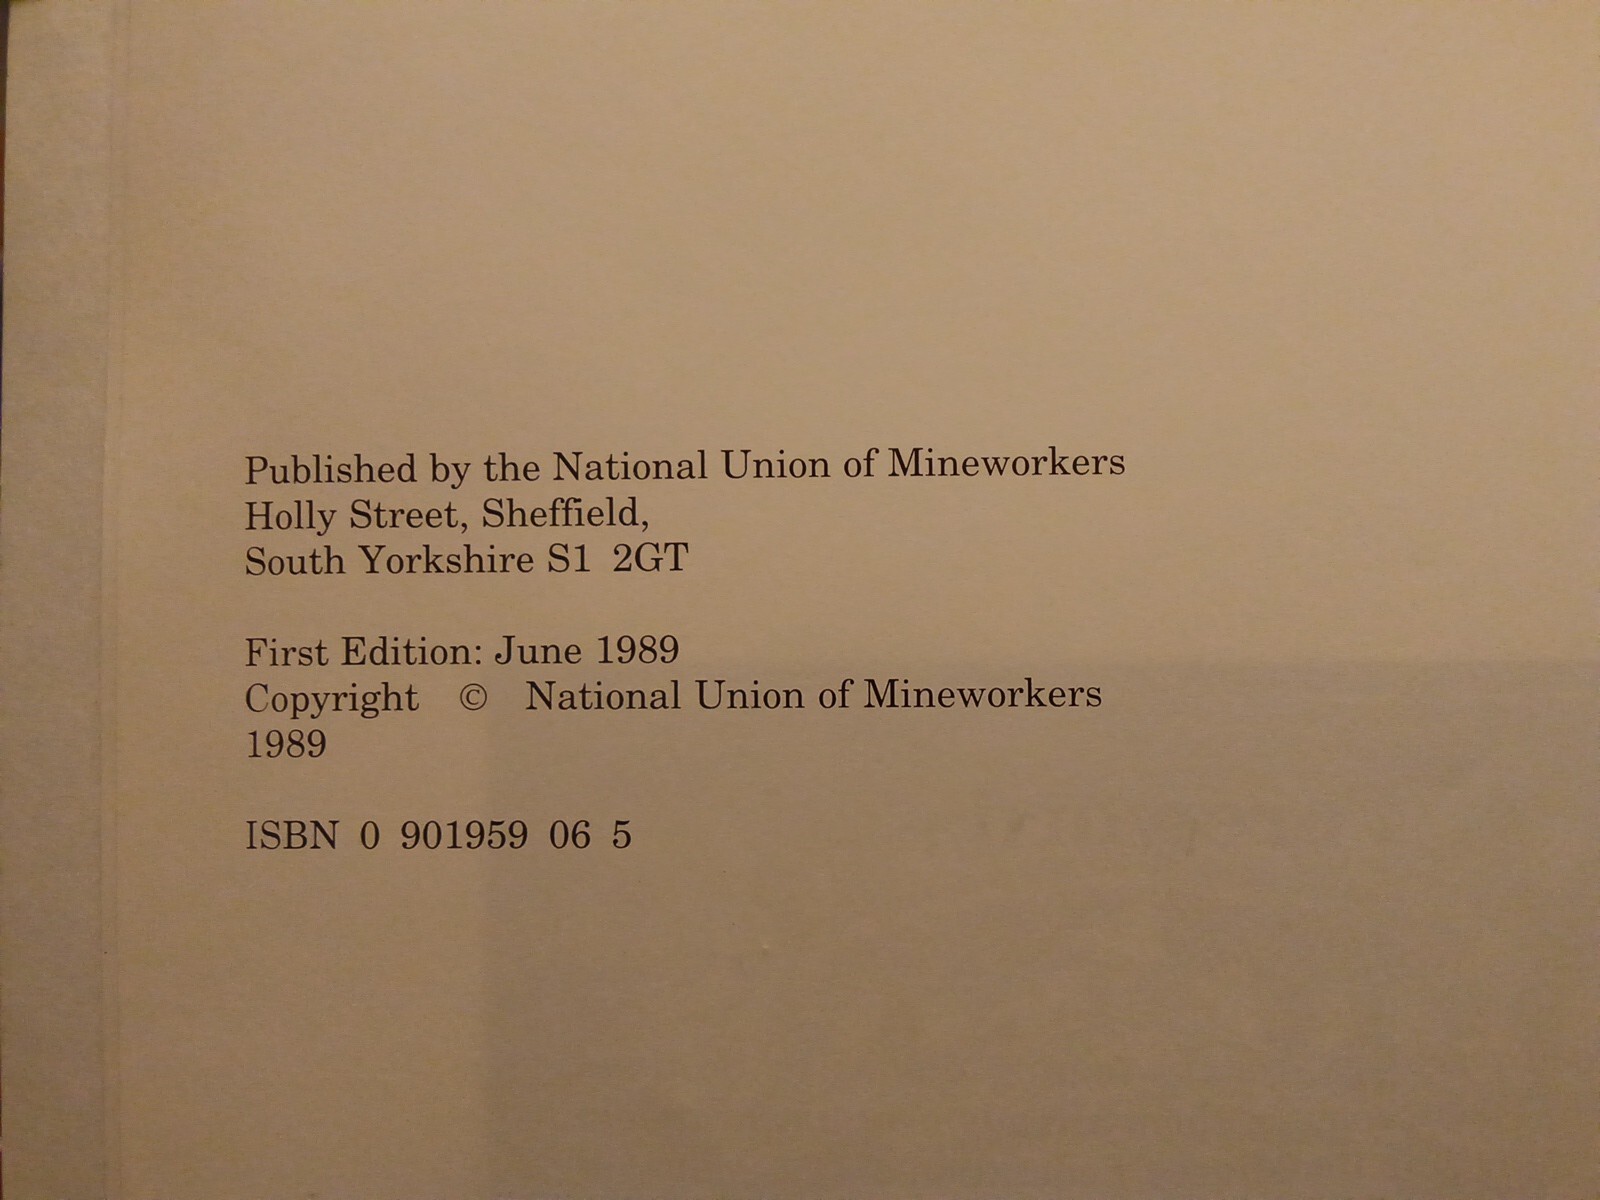 Published by the National Union of Mineworkers
Holly Street, Sheffield,
South Yorkshire S1 2GT
First Edition: June 1989
Copyright © National Union of Mineworkers
1989
ISBN 0 901959 06 5